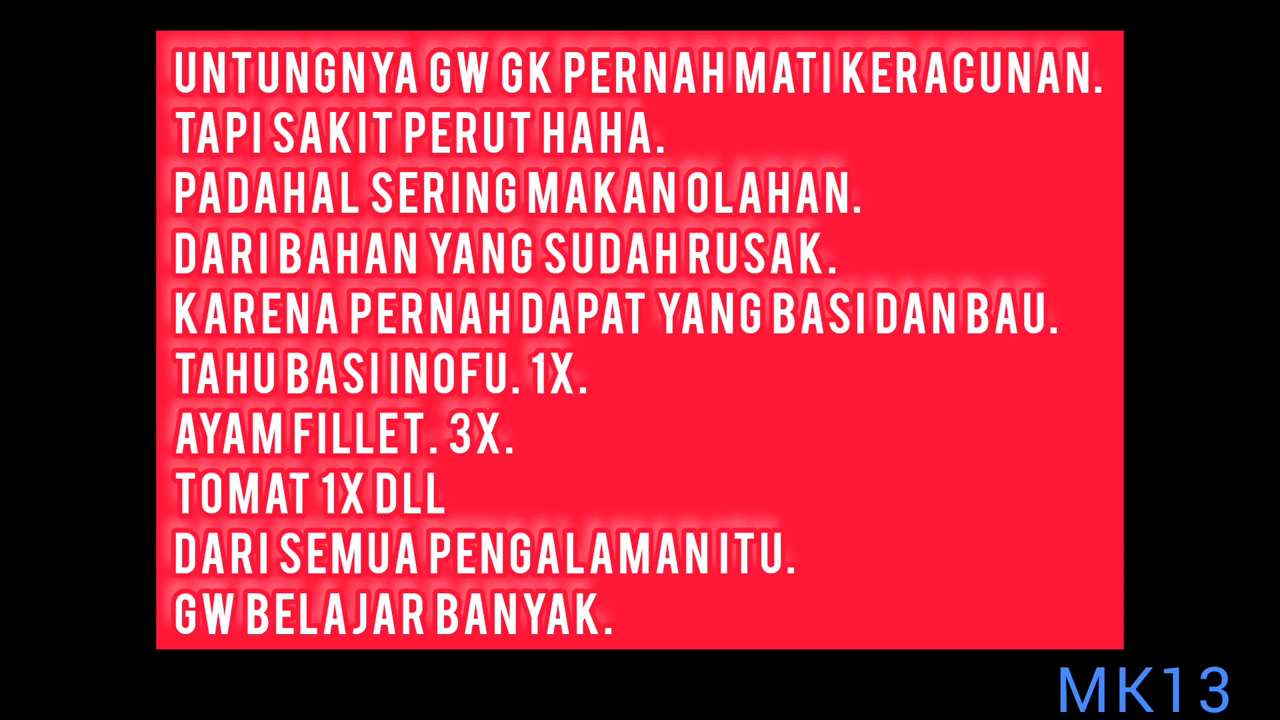 UNTUNGNYA GW GK PERNAH MATI KERACUNAN.
TAPI SAKIT PERUT HAHA.
PADAHAL SERING MAKAN OLAHAN.
DARI BAHAN YANG SUDAH RUSAK.
KARENA PERNAH DAPAT YANG BASI DAN BAU.
TAHU BASI INOFU. 1X.
AYAM FILLET. 3X.
TOMAT 1X DLL
DARI SEMUA PENGALAMAN ITU.
GW BELAJAR BANYAK.
MK13